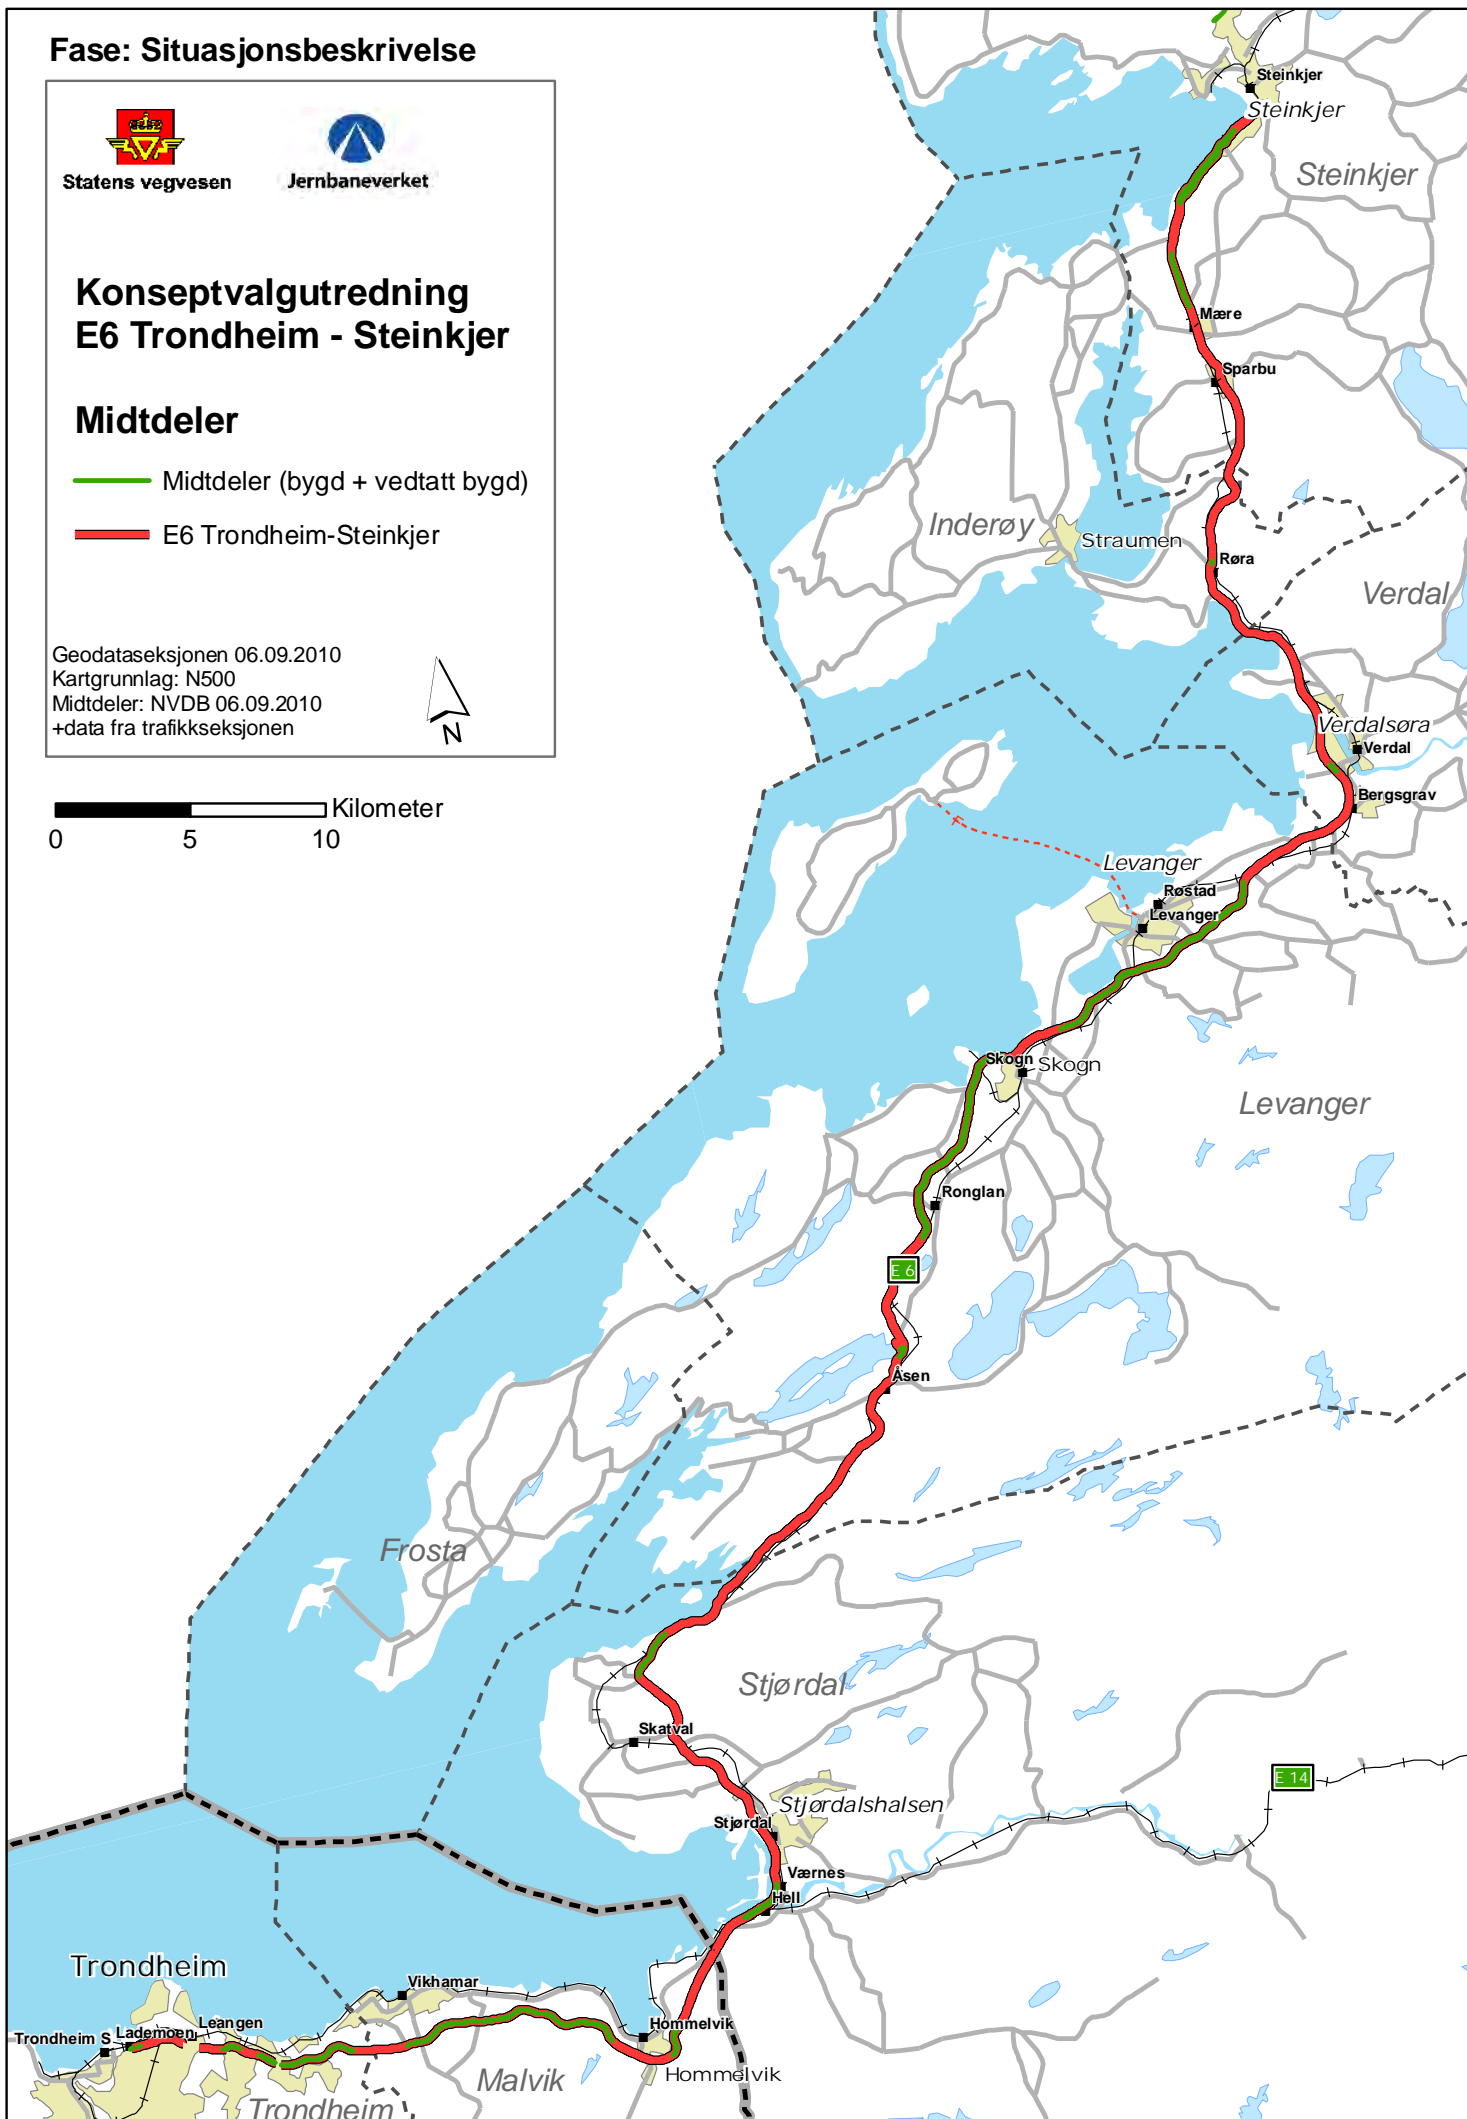 Fase: Situasjonsbeskrivelse
Statens vegvesen
Jernbaneverket
Konseptvalgutredning
E6 Trondheim - Steinkjer
Midtdeler
Midtdeler (bygd + vedtatt bygd)
E6 Trondheim-Steinkjer
Geodataseksjonen 06.09.2010
Kartgrunnlag: N500
Midtdeler: NVDB 06.09.2010
+data fra trafikkseksjonen
N
Kilometer
0 5 10
Steinkjer
Steinkjer
Steinkjer
Mære
Sparbu
Inderøy
Straumen
Røra
Verdal
Verdalsøra
Verdal
Bergsgrav
F
Levanger
Røstad
Levanger
Skogn
Skogn
Levanger
Ronglan
E 6
Åsen
Frosta
Stjørdal
Skatval
E 14
Stjørdalshalsen
Stjørdal
Værnes
Hell
Trondheim
Vikhamar
Leangen
Lademoen
Trondheim S
Hommelvik
Hommelvik
Malvik
Trondheim